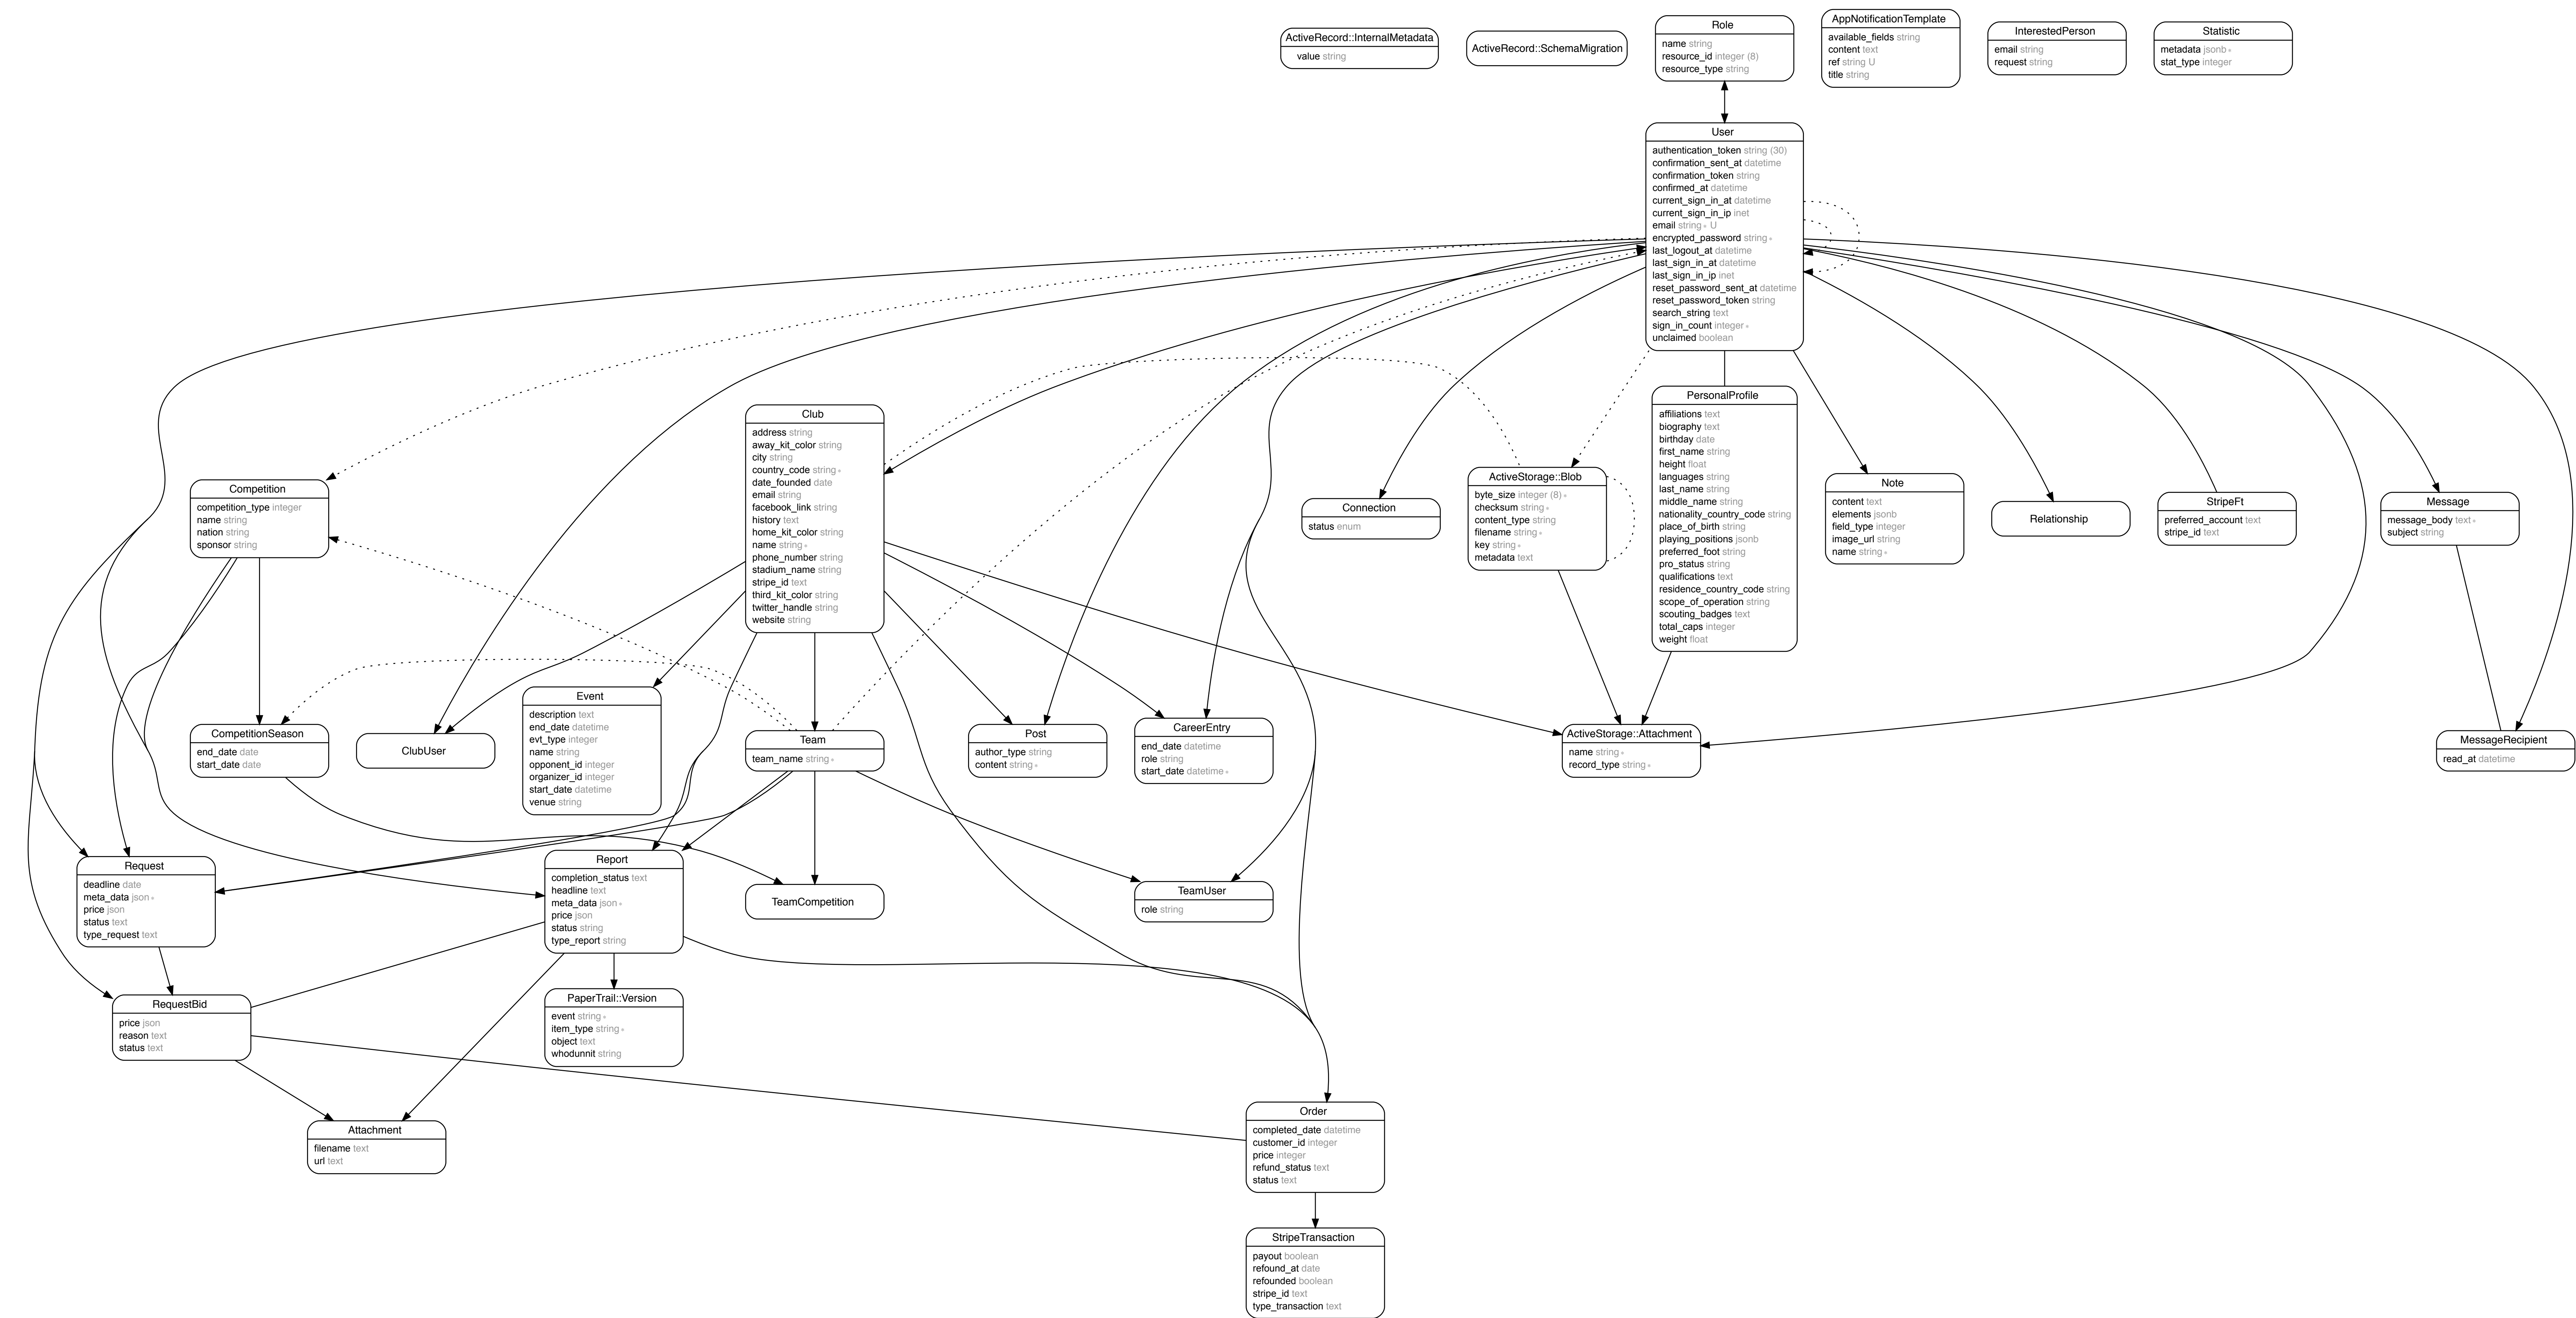 ActiveRecord::InternalMetadata
value string
ActiveRecord::SchemaMigration
Role
name string
resource_id integer (8)
resource_type string
AppNotificationTemplate
available_fields string
content text
ref string U
title string
InterestedPerson
email string
request string
Statistic
metadata jsonb ∗
stat_type integer
User
authentication_token string (30)
confirmation_sent_at datetime
confirmation_token string
confirmed_at datetime
current_sign_in_at datetime
current_sign_in_ip inet
email string ∗ U
encrypted_password string ∗
last_logout_at datetime
last_sign_in_at datetime
last_sign_in_ip inet
reset_password_sent_at datetime
reset_password_token string
search_string text
sign_in_count integer ∗
unclaimed boolean
Club
address string
away_kit_color string
city string
country_code string ∗
date_founded date
email string
facebook_link string
history text
home_kit_color string
name string ∗
phone_number string
stadium_name string
stripe_id text
third_kit_color string
twitter_handle string
website string
PersonalProfile
affiliations text
biography text
birthday date
first_name string
height float
languages string
last_name string
middle_name string
nationality_country_code string
place_of_birth string
playing_positions jsonb
preferred_foot string
pro_status string
qualifications text
residence_country_code string
scope_of_operation string
scouting_badges text
total_caps integer
weight float
Competition
competition_type integer
name string
nation string
sponsor string
Connection
status enum
ActiveStorage::Blob
byte_size integer (8) ∗
checksum string ∗
content_type string
filename string ∗
key string ∗
metadata text
Note
content text
elements jsonb
field_type integer
image_url string
name string ∗
Relationship
StripeFt
preferred_account text
stripe_id text
Message
message_body text ∗
subject string
CompetitionSeason
end_date date
start_date date
ClubUser
Event
description text
end_date datetime
evt_type integer
name string
opponent_id integer
organizer_id integer
start_date datetime
venue string
Team
team_name string ∗
Post
author_type string
content string ∗
CareerEntry
end_date datetime
role string
start_date datetime ∗
ActiveStorage::Attachment
name string ∗
record_type string ∗
MessageRecipient
read_at datetime
Request
deadline date
meta_data json ∗
price json
status text
type_request text
Report
completion_status text
headline text
meta_data json ∗
price json
status string
type_report string
TeamCompetition
TeamUser
role string
RequestBid
price json
reason text
status text
PaperTrail::Version
event string ∗
item_type string ∗
object text
whodunnit string
Attachment
filename text
url text
Order
completed_date datetime
customer_id integer
price integer
refund_status text
status text
StripeTransaction
payout boolean
refound_at date
refounded boolean
stripe_id text
type_transaction text